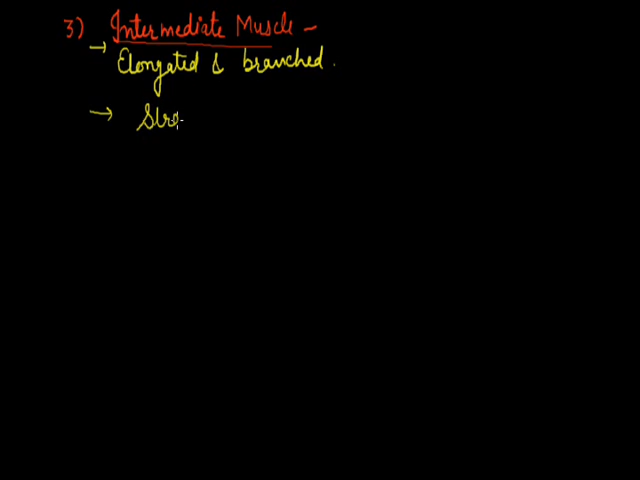 3) Intermediate Muscle -
→ Elongated & branched.
→